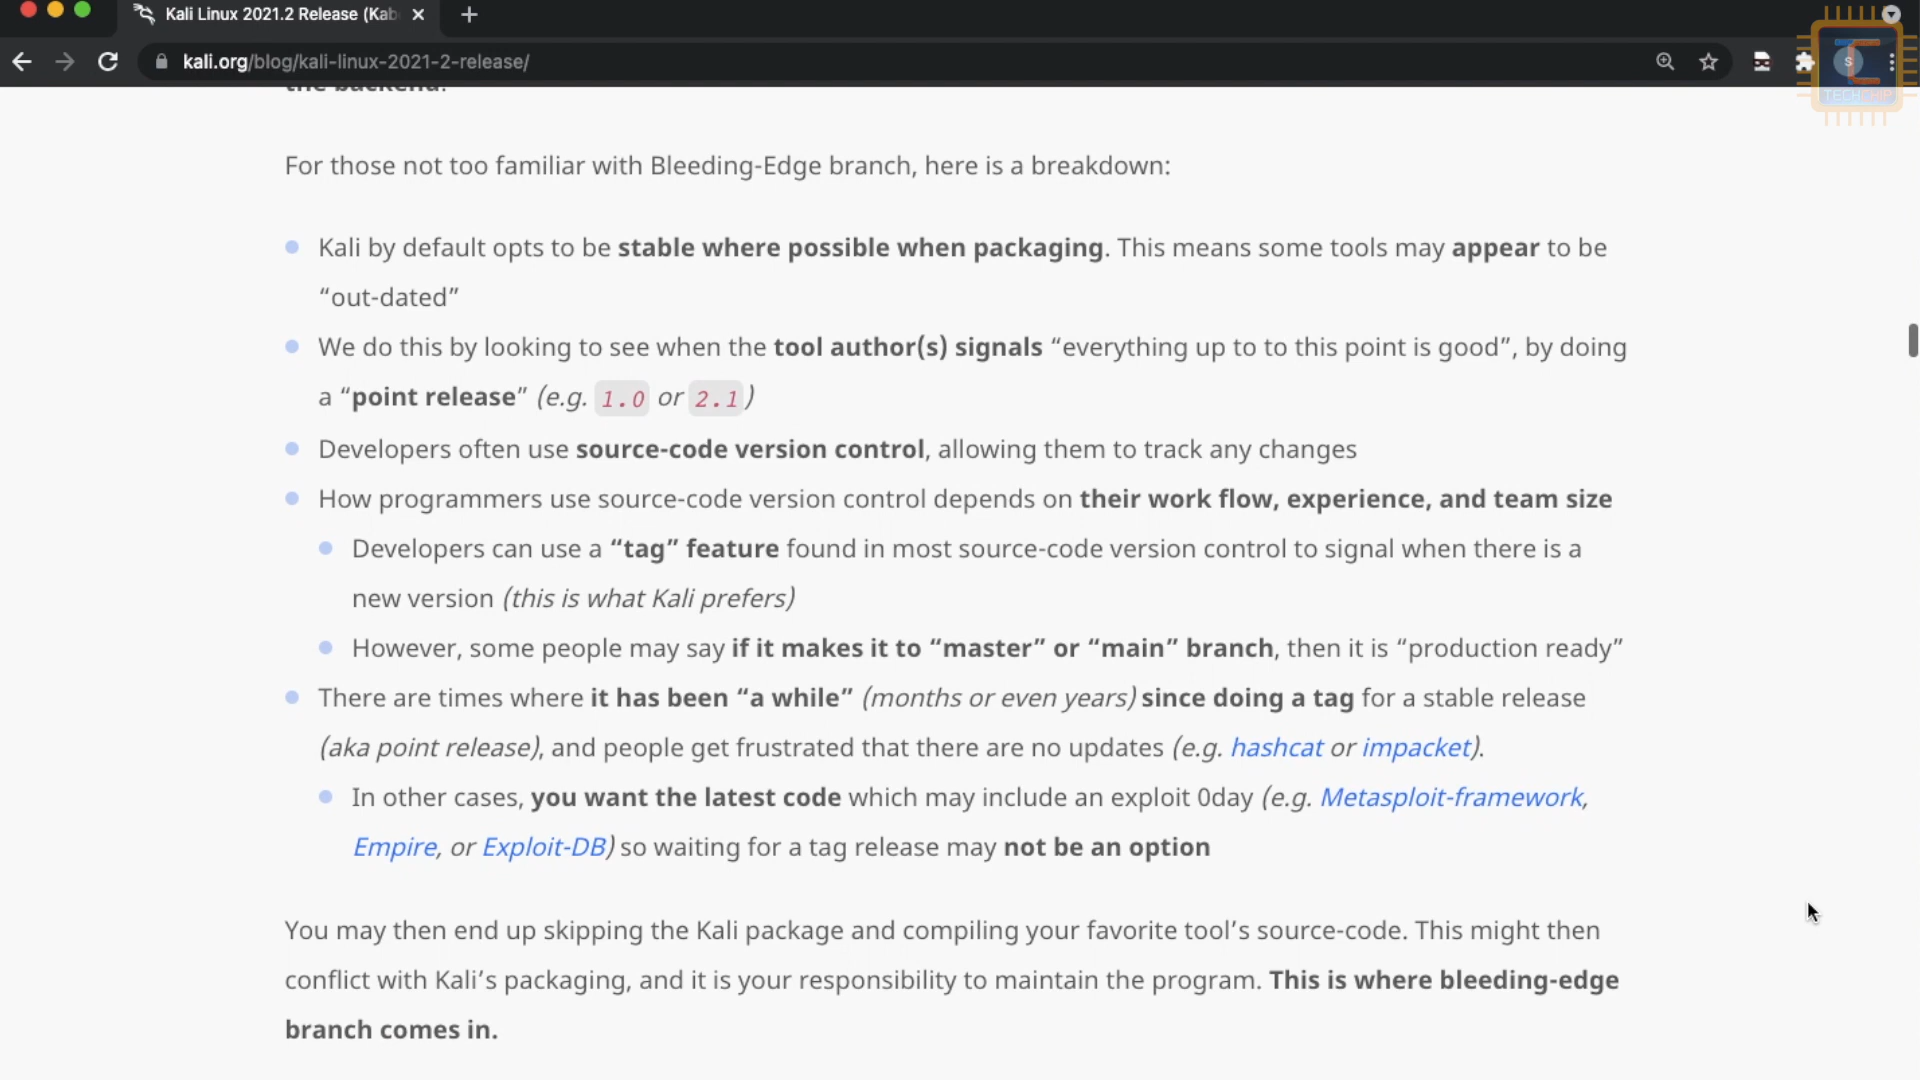 Kali Linux 2021.2 Release (Kab
kali.org/blog/kali-linux-2021-2-release/
S
TECHCHIP
the backend.
For those not too familiar with Bleeding-Edge branch, here is a breakdown:
Kali by default opts to be stable where possible when packaging. This means some tools may appear to be
“out-dated”
We do this by looking to see when the tool author(s) signals “everything up to to this point is good”, by doing
a “point release” (e.g. 1.0 or 2.1)
Developers often use source-code version control, allowing them to track any changes
How programmers use source-code version control depends on their work flow, experience, and team size
Developers can use a “tag” feature found in most source-code version control to signal when there is a
new version (this is what Kali prefers)
However, some people may say if it makes it to “master” or “main” branch, then it is “production ready”
There are times where it has been “a while” (months or even years) since doing a tag for a stable release
(aka point release), and people get frustrated that there are no updates (e.g. hashcat or impacket).
In other cases, you want the latest code which may include an exploit 0day (e.g. Metasploit-framework,
Empire, or Exploit-DB) so waiting for a tag release may not be an option
You may then end up skipping the Kali package and compiling your favorite tool’s source-code. This might then
conflict with Kali’s packaging, and it is your responsibility to maintain the program. This is where bleeding-edge
branch comes in.